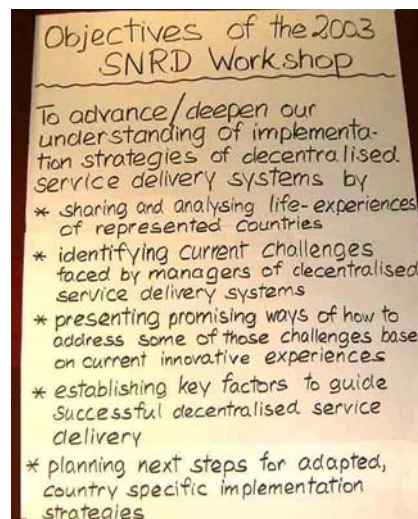 Objectives of the 2003
SNRD Workshop
To advance/deepen our
understanding of implementa-
tion strategies of decentralised
service delivery systems by
* sharing and analysing life-experiences
of represented countries
* identifying current challenges
faced by managers of decentralised
service delivery systems
* presenting promising ways of how to
address some of those challenges base
on current innovative experiences
* establishing key factors to guide
successful decentralised service
delivery
* planning next steps for adapted,
country specific implementation
strategies